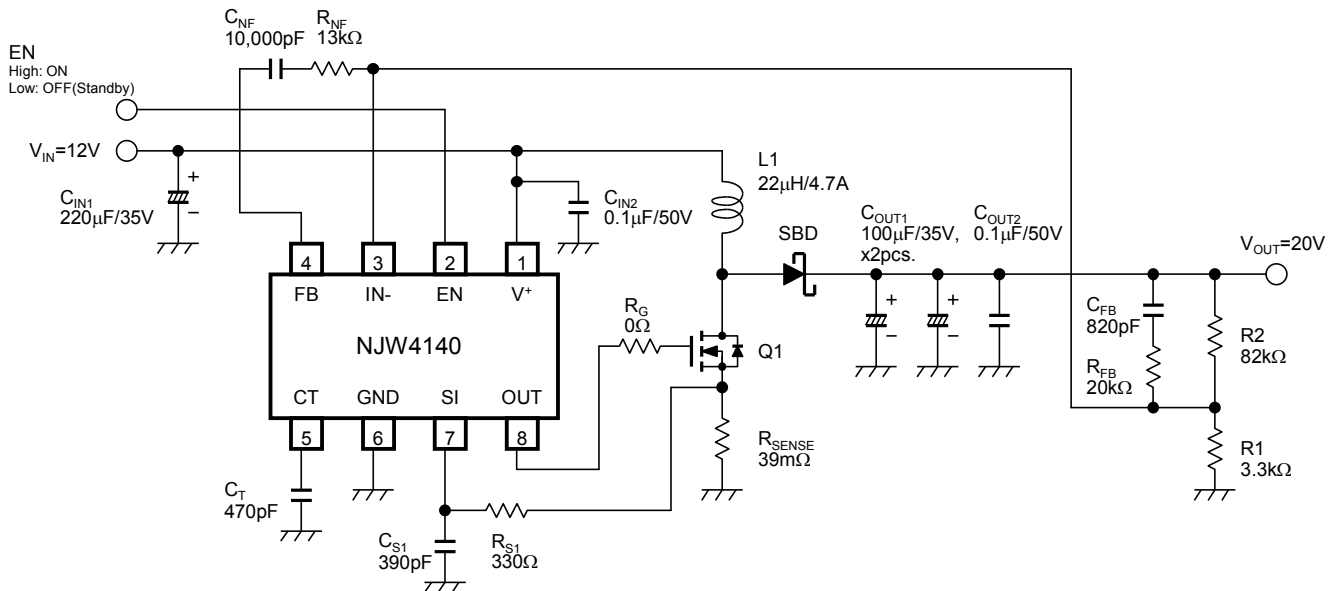 C_NF
10,000pF
R_NF
13kΩ
EN
High: ON
Low: OFF(Standby)
V_IN=12V
C_IN1
220μF/35V
+
−
C_IN2
0.1μF/50V
L1
22μH/4.7A
SBD
C_OUT1
100μF/35V,
x2pcs.
C_OUT2
0.1μF/50V
V_OUT=20V
4 3 2 1
FB IN- EN V⁺
NJW4140
CT GND SI OUT
5 6 7 8
R_G
0Ω
Q1
+
−
+
−
C_FB
820pF
R_FB
20kΩ
R2
82kΩ
R1
3.3kΩ
R_SENSE
39mΩ
C_T
470pF
C_S1
390pF
R_S1
330Ω